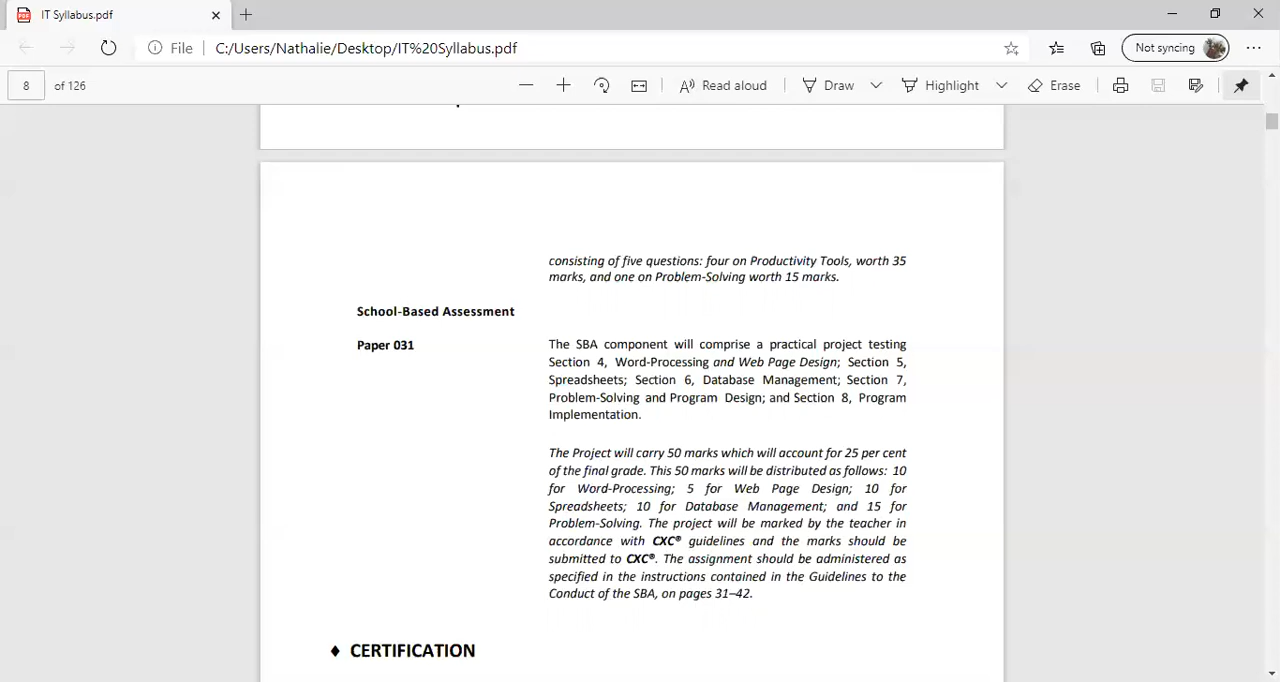 IT Syllabus.pdf
File C:/Users/Nathalie/Desktop/IT%20Syllabus.pdf Not syncing
8 of 126 Read aloud Draw Highlight Erase
consisting of five questions: four on Productivity Tools, worth 35
marks, and one on Problem-Solving worth 15 marks.
School-Based Assessment
Paper 031 The SBA component will comprise a practical project testing
Section 4, Word-Processing and Web Page Design; Section 5,
Spreadsheets; Section 6, Database Management; Section 7,
Problem-Solving and Program Design; and Section 8, Program
Implementation.
The Project will carry 50 marks which will account for 25 per cent
of the final grade. This 50 marks will be distributed as follows: 10
for Word-Processing; 5 for Web Page Design; 10 for
Spreadsheets; 10 for Database Management; and 15 for
Problem-Solving. The project will be marked by the teacher in
accordance with CXC® guidelines and the marks should be
submitted to CXC®. The assignment should be administered as
specified in the instructions contained in the Guidelines to the
Conduct of the SBA, on pages 31–42.
♦ CERTIFICATION